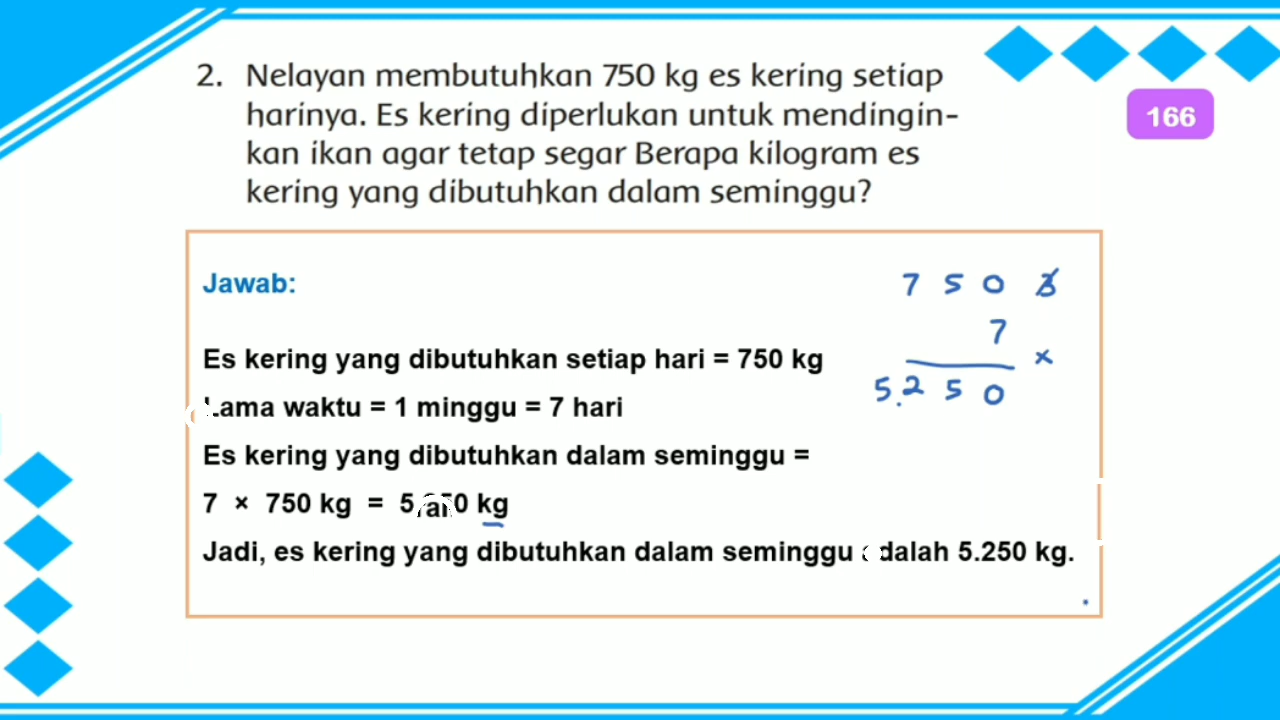 2. Nelayan membutuhkan 750 kg es kering setiap
harinya. Es kering diperlukan untuk mendingin-
kan ikan agar tetap segar Berapa kilogram es
kering yang dibutuhkan dalam seminggu?
166
Jawab:
7 5 0 3
7
×
5.2 5 0
Es kering yang dibutuhkan setiap hari = 750 kg
Lama waktu = 1 minggu = 7 hari
Es kering yang dibutuhkan dalam seminggu =
7 × 750 kg = kg
Jadi, es kering yang dibutuhkan dalam seminggu adalah 5.250 kg.